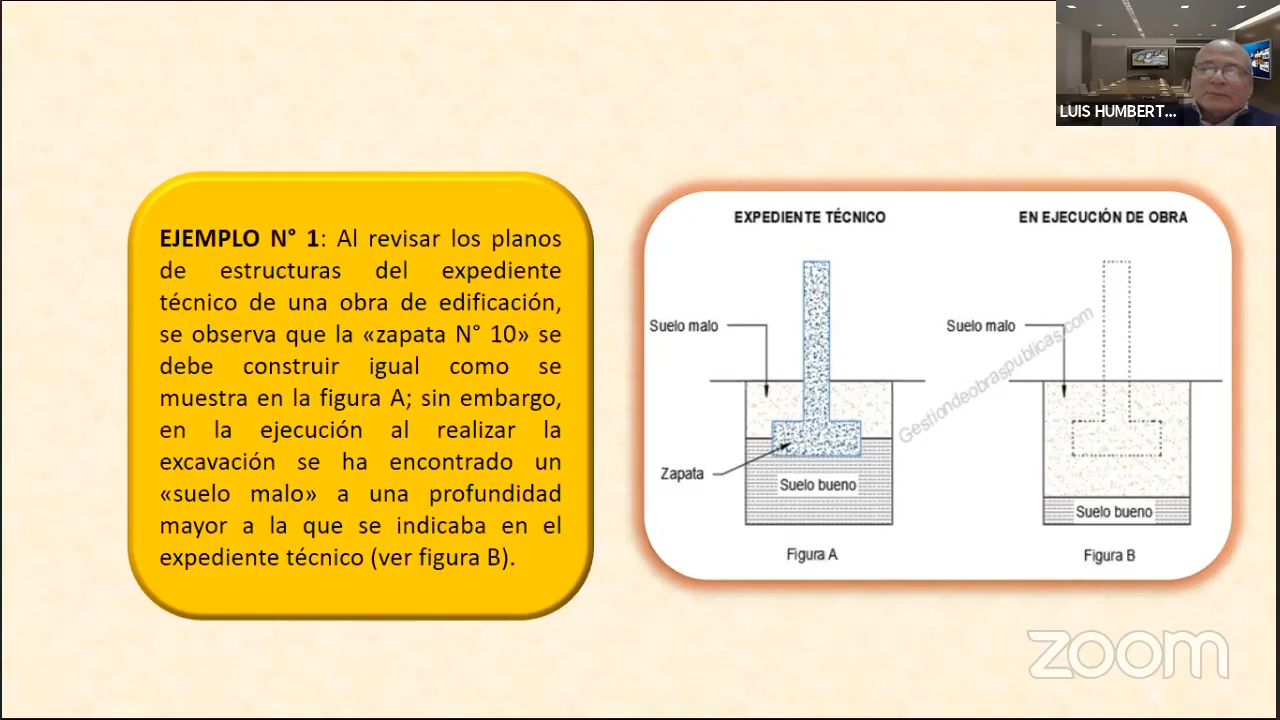 LUIS HUMBERT...
EJEMPLO N° 1: Al revisar los planos
de estructuras del expediente
técnico de una obra de edificación,
se observa que la «zapata N° 10» se
debe construir igual como se
muestra en la figura A; sin embargo,
en la ejecución al realizar la
excavación se ha encontrado un
«suelo malo» a una profundidad
mayor a la que se indicaba en el
expediente técnico (ver figura B).
EXPEDIENTE TÉCNICO
Suelo malo
Zapata
Suelo bueno
Figura A
EN EJECUCIÓN DE OBRA
Suelo malo
Suelo bueno
Figura B
Gestiondeobraspublicas.com
zoom